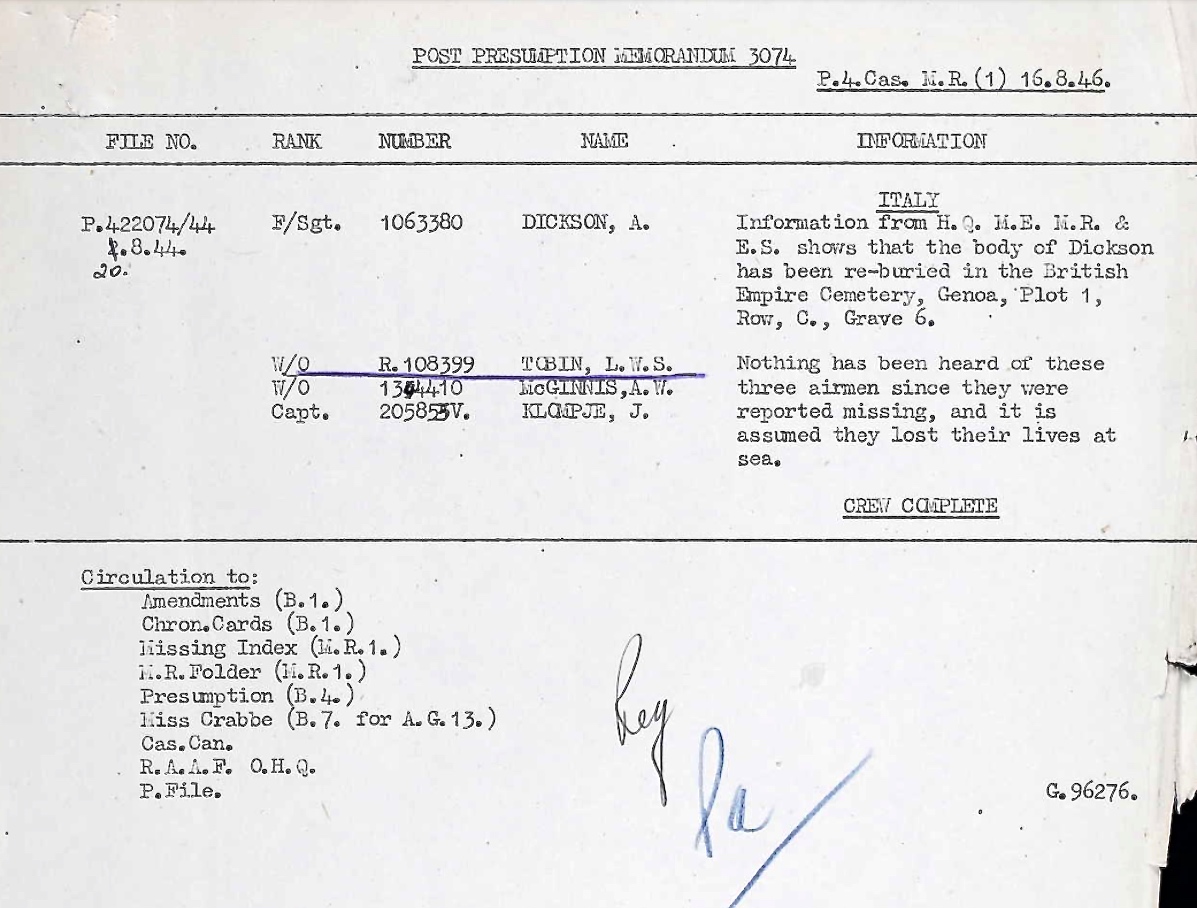 POST PRESUMPTION MEMORANDUM 3074
P.4.Cas. M.R.(1) 16.8.46.
FILE NO. RANK NUMBER NAME INFORMATION
ITALY
P.422074/44 F/Sgt. 1063380 DICKSON, A. Information from H.Q. M.E. M.R. &
.8.44. E.S. shows that the body of Dickson
20. has been re-buried in the British
Empire Cemetery, Genoa, Plot 1,
Row, C., Grave 6.
W/O R.108399 TOBIN, L.W.S. Nothing has been heard of these
W/O McGINNIS,A.W. three airmen since they were
Capt. KLOMPJE, J. reported missing, and it is
assumed they lost their lives at
sea.
CREW COMPLETE
Circulation to:
Amendments (B.1.)
Chron.Cards (B.1.)
Missing Index (M.R.1.)
M.R.Folder (M.R.1.)
Presumption (B.4.)
Miss Crabbe (B.7. for A.G.13.)
Cas.Can.
R.A.A.F. O.H.Q.
P.File. G.96276.